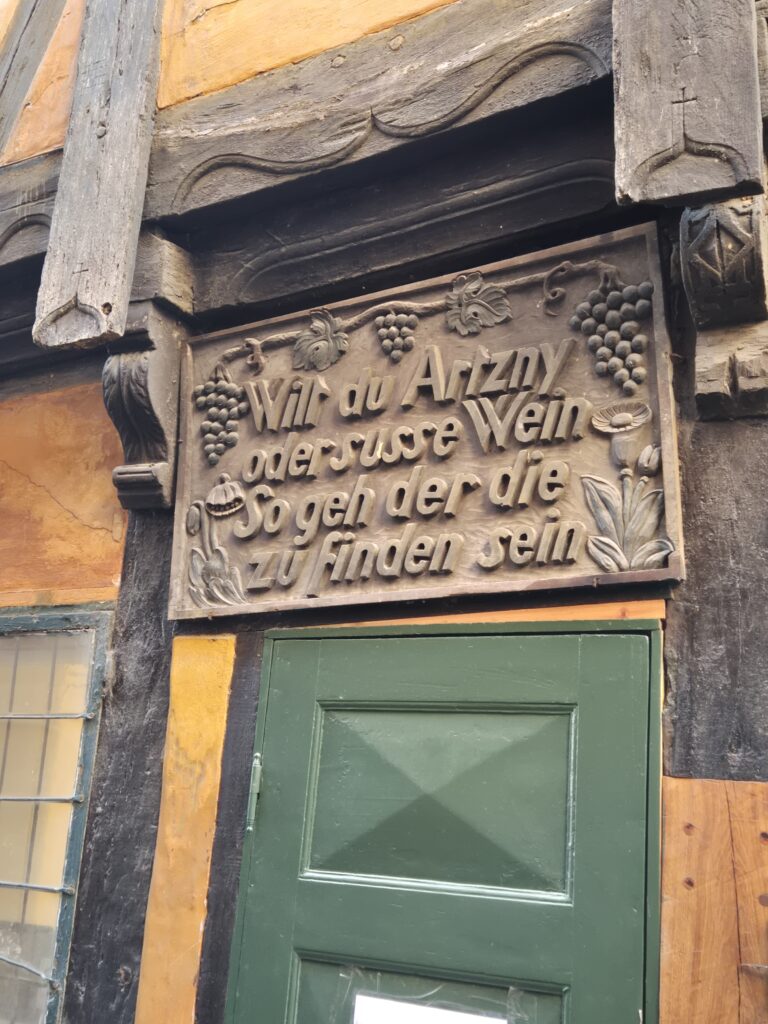 Wilt du Artzny
oder susse Wein
So geh der die
zu finden sein